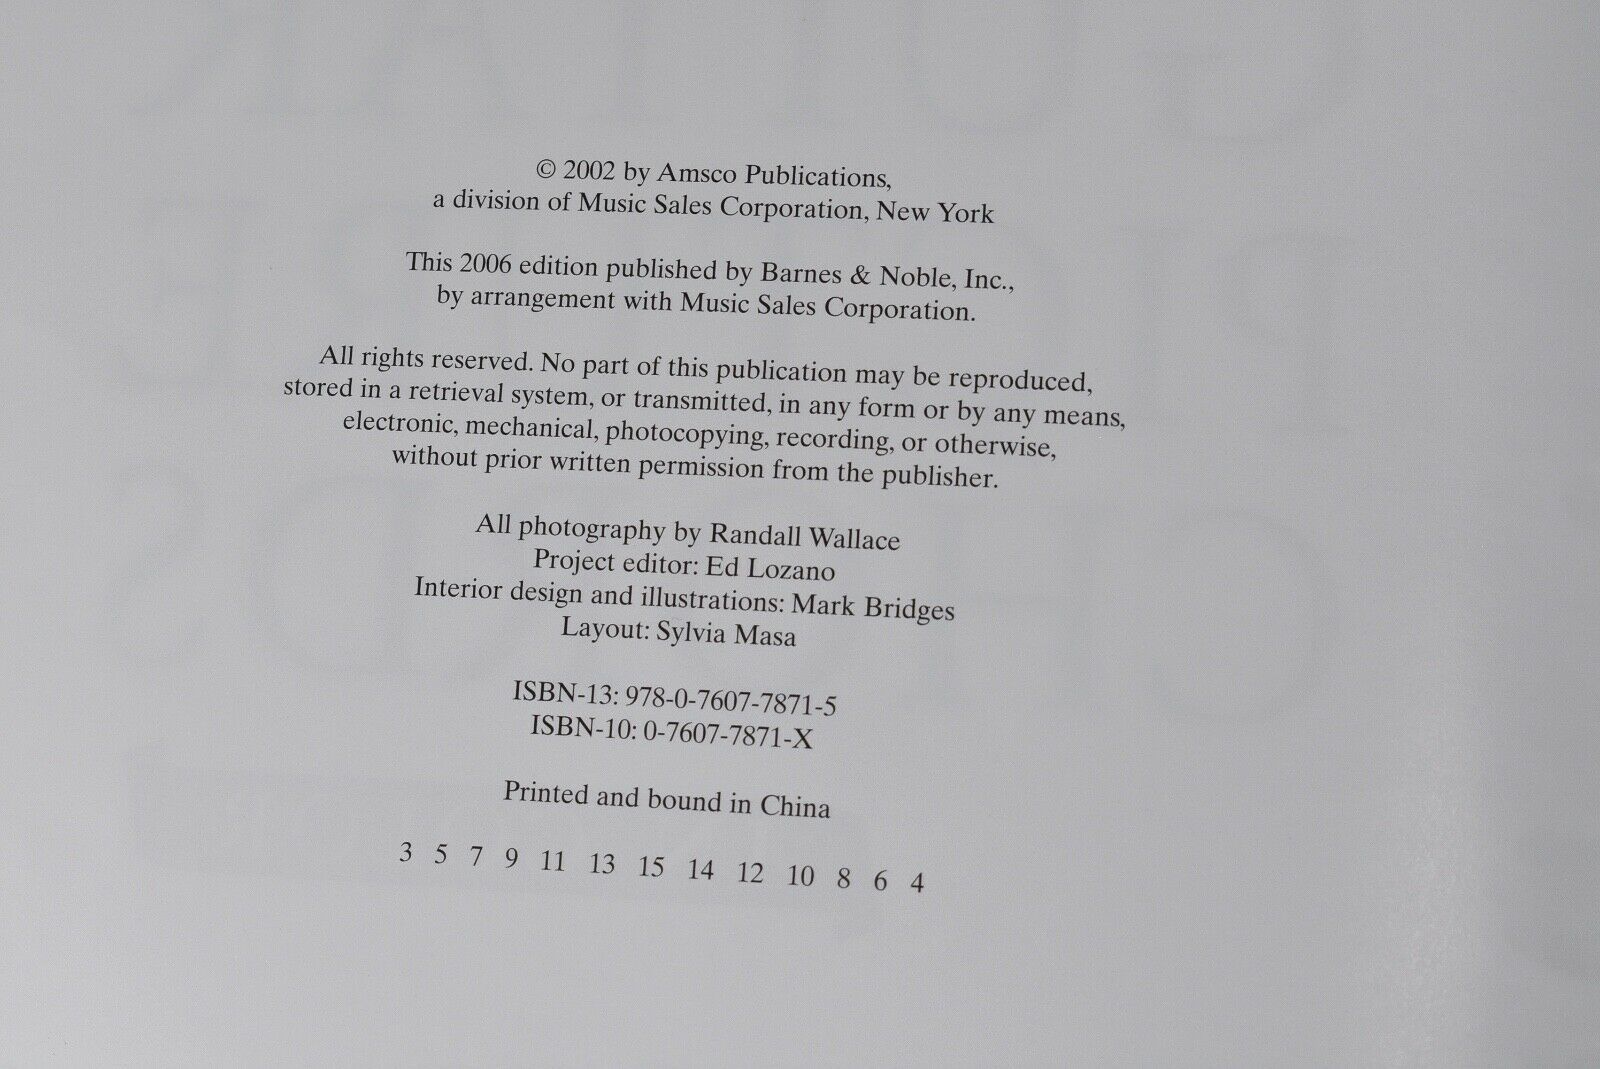 © 2002 by Amsco Publications,
a division of Music Sales Corporation, New York
This 2006 edition published by Barnes & Noble, Inc.,
by arrangement with Music Sales Corporation.
All rights reserved. No part of this publication may be reproduced,
stored in a retrieval system, or transmitted, in any form or by any means,
electronic, mechanical, photocopying, recording, or otherwise,
without prior written permission from the publisher.
All photography by Randall Wallace
Project editor: Ed Lozano
Interior design and illustrations: Mark Bridges
Layout: Sylvia Masa
ISBN-13: 978-0-7607-7871-5
ISBN-10: 0-7607-7871-X
Printed and bound in China
3 5 7 9 11 13 15 14 12 10 8 6 4